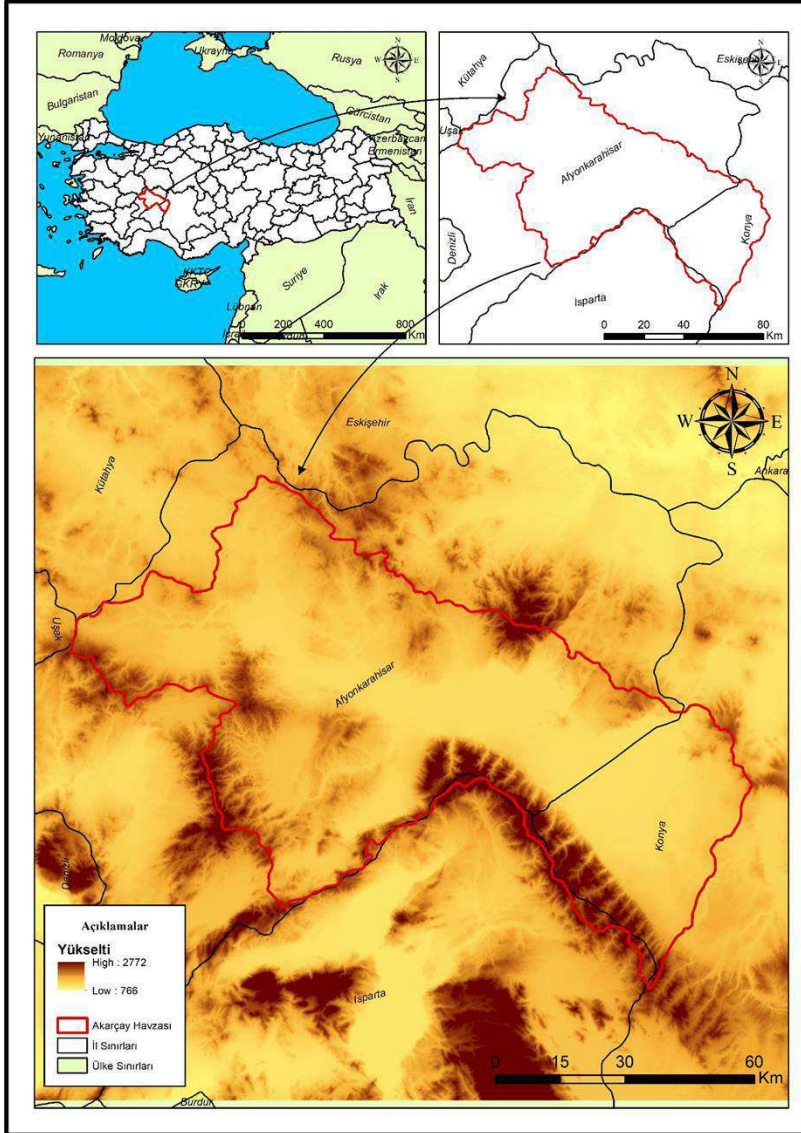 Moldova
Ukrayna
Romanya
Rusya
N
W
E
S
Bulgaristan
Gürcistan
Yunanistan
Azerbaycan
Ermenistan
İran
KKTC
GKRY
Suriye
Irak
Lübnan
0 200 400 800
Km
Kütahya
Eskişehir
N
W
E
S
Uşak
Afyonkarahisar
Denizli
Konya
Isparta
0 20 40 60 80
Km
N
W
E
S
Eskişehir
Kütahya
Ankara
Uşak
Afyonkarahisar
Konya
Denizli
Isparta
Burdur
Açıklamalar
Yükselti
High : 2772
Low : 766
Akarçay Havzası
İl Sınırları
Ülke Sınırları
0 15 30 60
Km